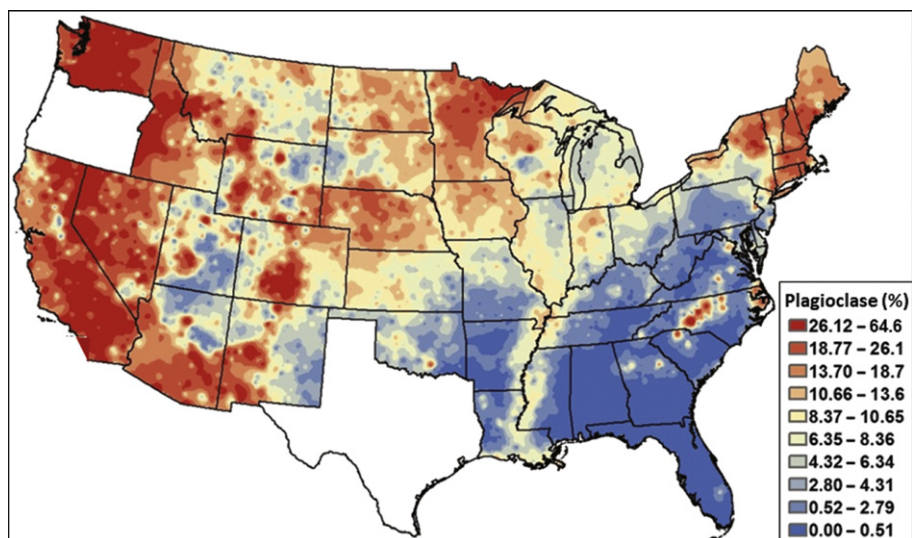 Plagioclase (%)
26.12 – 64.6
18.77 – 26.1
13.70 – 18.7
10.66 – 13.6
8.37 – 10.65
6.35 – 8.36
4.32 – 6.34
2.80 – 4.31
0.52 – 2.79
0.00 – 0.51